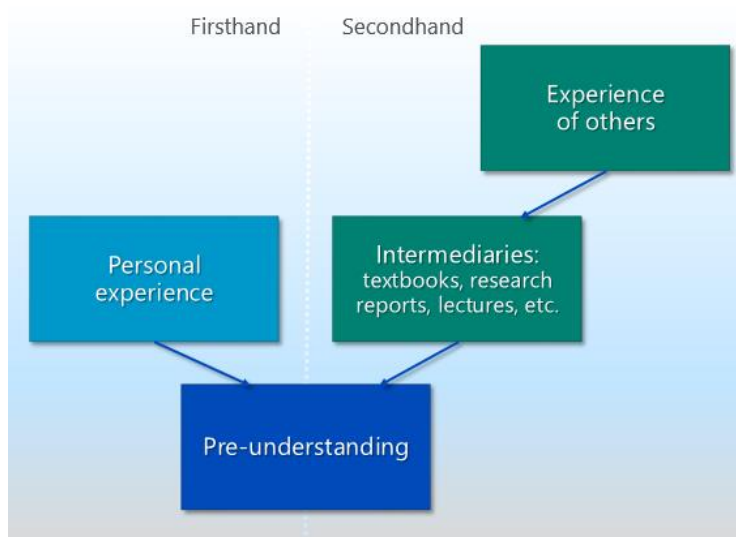 Firsthand
Secondhand
Experience
of others
Personal
experience
Intermediaries:
textbooks, research
reports, lectures, etc.
Pre-understanding